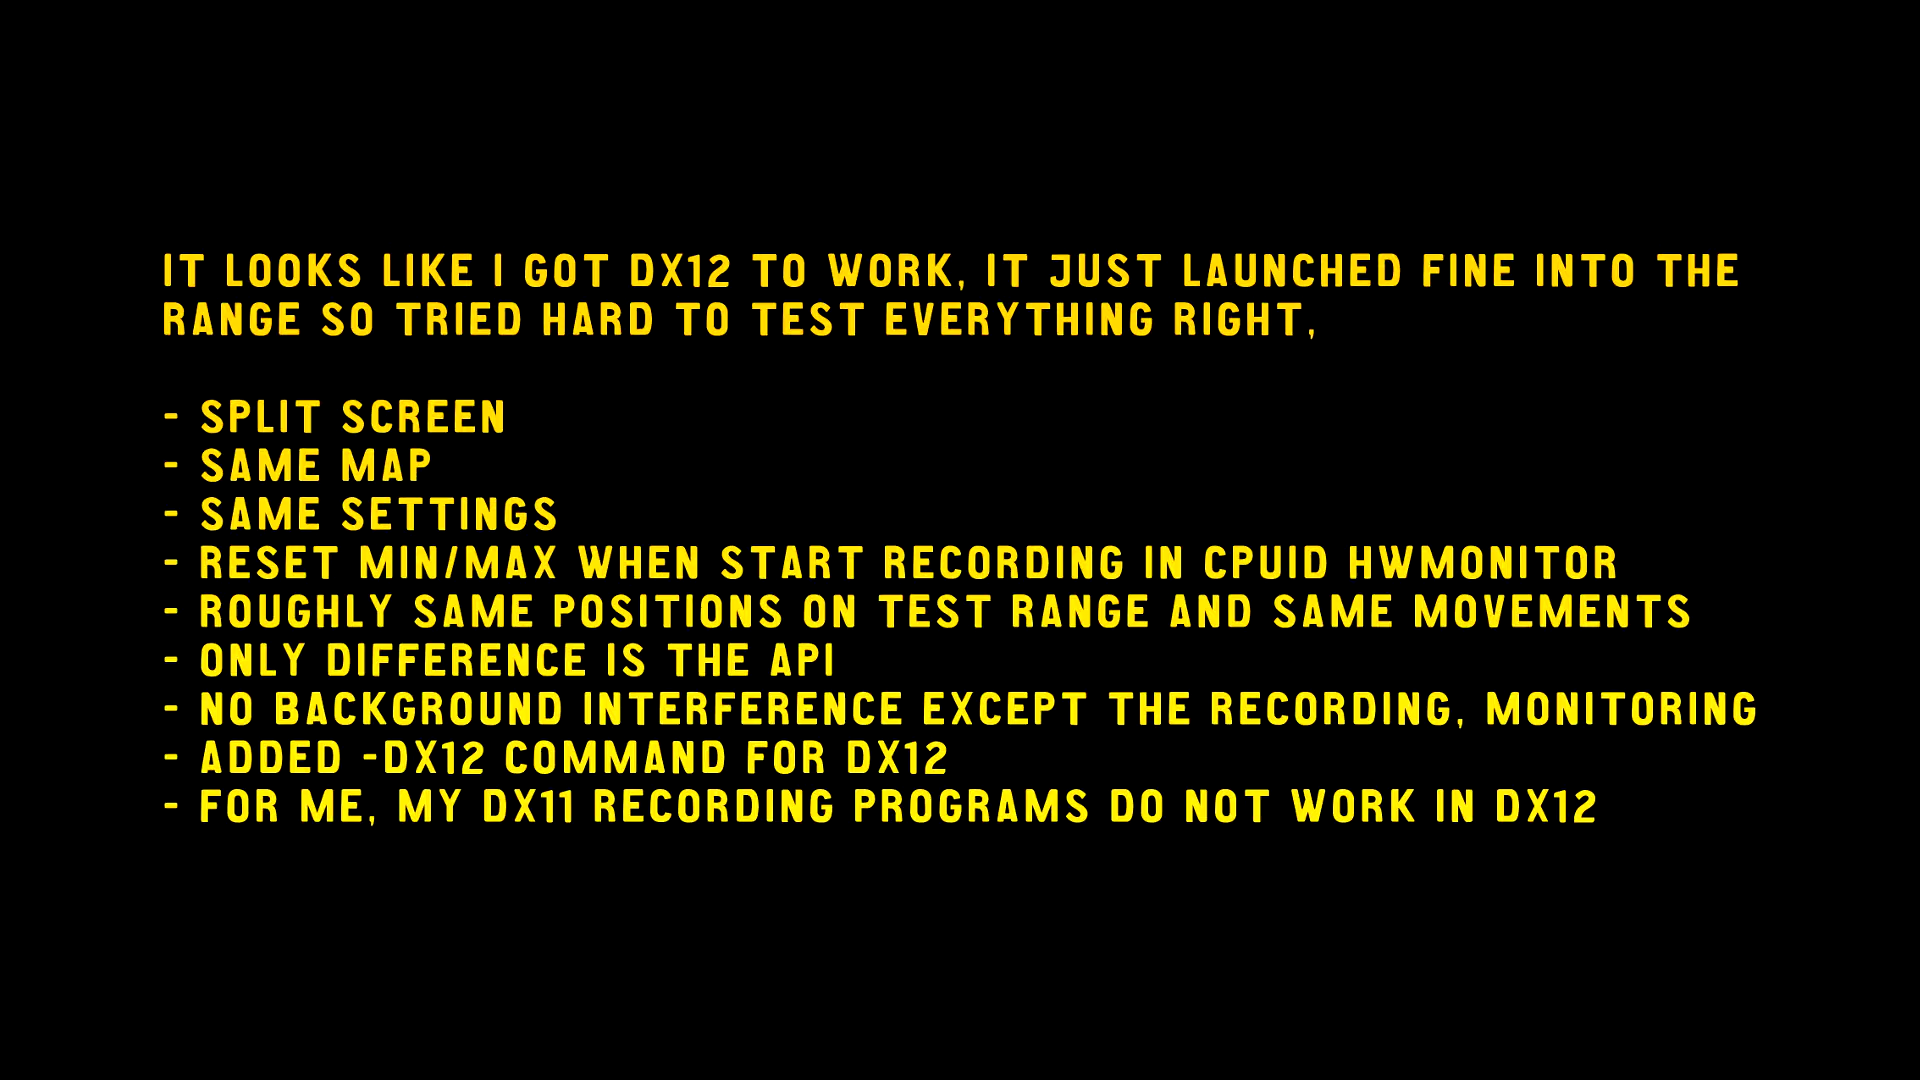 IT LOOKS LIKE I GOT DX12 TO WORK, IT JUST LAUNCHED FINE INTO THE
RANGE SO TRIED HARD TO TEST EVERYTHING RIGHT,
- SPLIT SCREEN
- SAME MAP
- SAME SETTINGS
- RESET MIN/MAX WHEN START RECORDING IN CPUID HWMONITOR
- ROUGHLY SAME POSITIONS ON TEST RANGE AND SAME MOVEMENTS
- ONLY DIFFERENCE IS THE API
- NO BACKGROUND INTERFERENCE EXCEPT THE RECORDING, MONITORING
- ADDED -DX12 COMMAND FOR DX12
- FOR ME, MY DX11 RECORDING PROGRAMS DO NOT WORK IN DX12